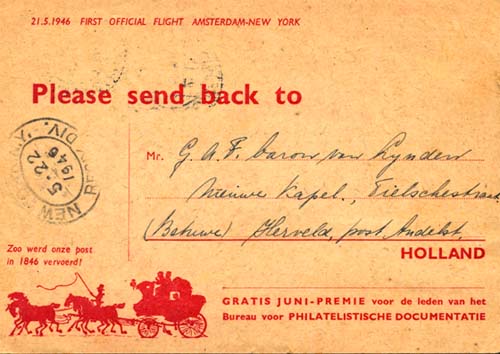 21.5.1946 FIRST OFFICIAL FLIGHT AMSTERDAM-NEW YORK
Please send back to
Mr. G.A.F. baron van Lynden
Nieuwe Kapel.,
(Betuwe) Herveld, post Andelst.
HOLLAND
NEW
REG'Y DIV.
5-22
1946
Zoo werd onze post
in 1846 vervoerd!
GRATIS JUNI-PREMIE voor de leden van het
Bureau voor PHILATELISTISCHE DOCUMENTATIE